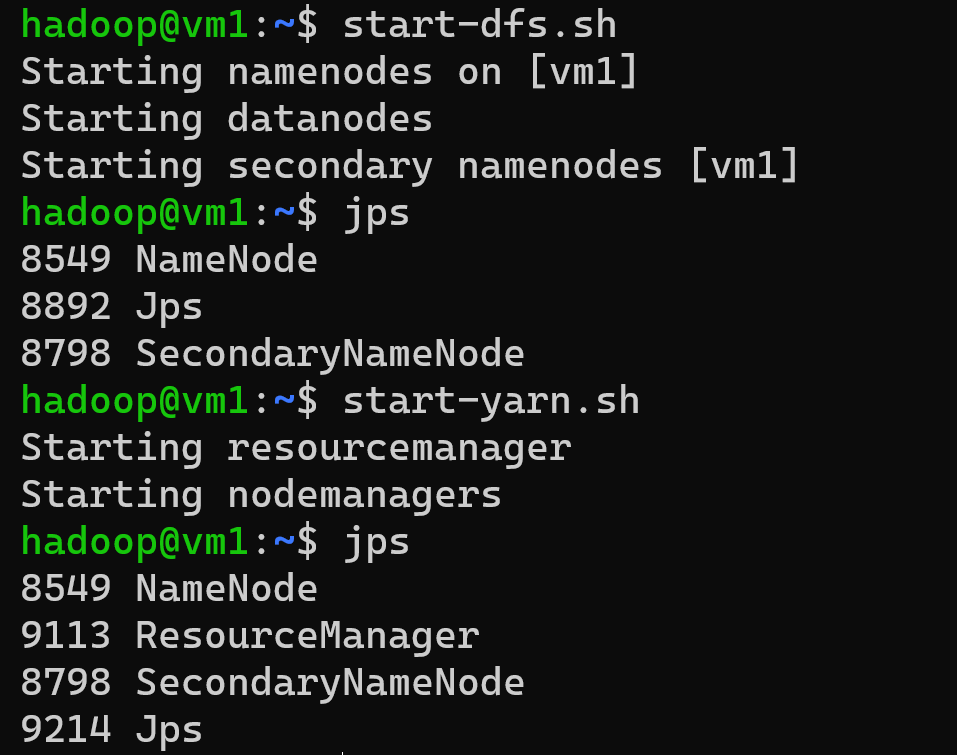 hadoop@vm1:~$ start-dfs.sh
Starting namenodes on [vm1]
Starting datanodes
Starting secondary namenodes [vm1]
hadoop@vm1:~$ jps
8549 NameNode
8892 Jps
8798 SecondaryNameNode
hadoop@vm1:~$ start-yarn.sh
Starting resourcemanager
Starting nodemanagers
hadoop@vm1:~$ jps
8549 NameNode
9113 ResourceManager
8798 SecondaryNameNode
9214 Jps